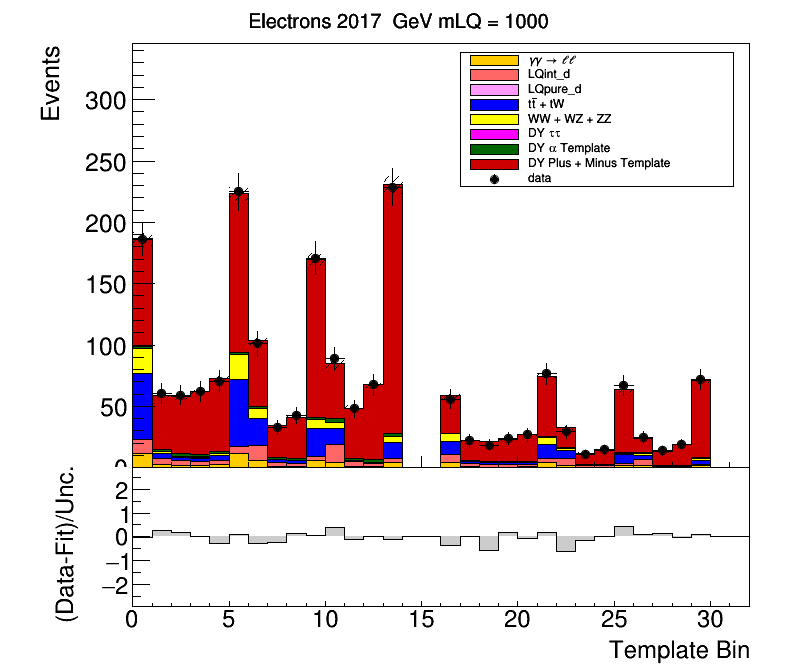 Electrons 2017 GeV mLQ = 1000
Events
300
250
200
150
100
50
0
γγ → ℓℓ
LQint_d
LQpure_d
tt̄ + tW
WW + WZ + ZZ
DY ττ
DY α Template
DY Plus + Minus Template
data
(Data-Fit)/Unc.
2
1
0
−1
−2
0 5 10 15 20 25 30
Template Bin